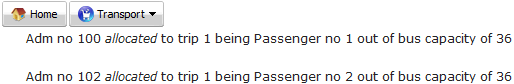 Home Transport
Adm no 100 allocated to trip 1 being Passenger no 1 out of bus capacity of 36
Adm no 102 allocated to trip 1 being Passenger no 2 out of bus capacity of 36